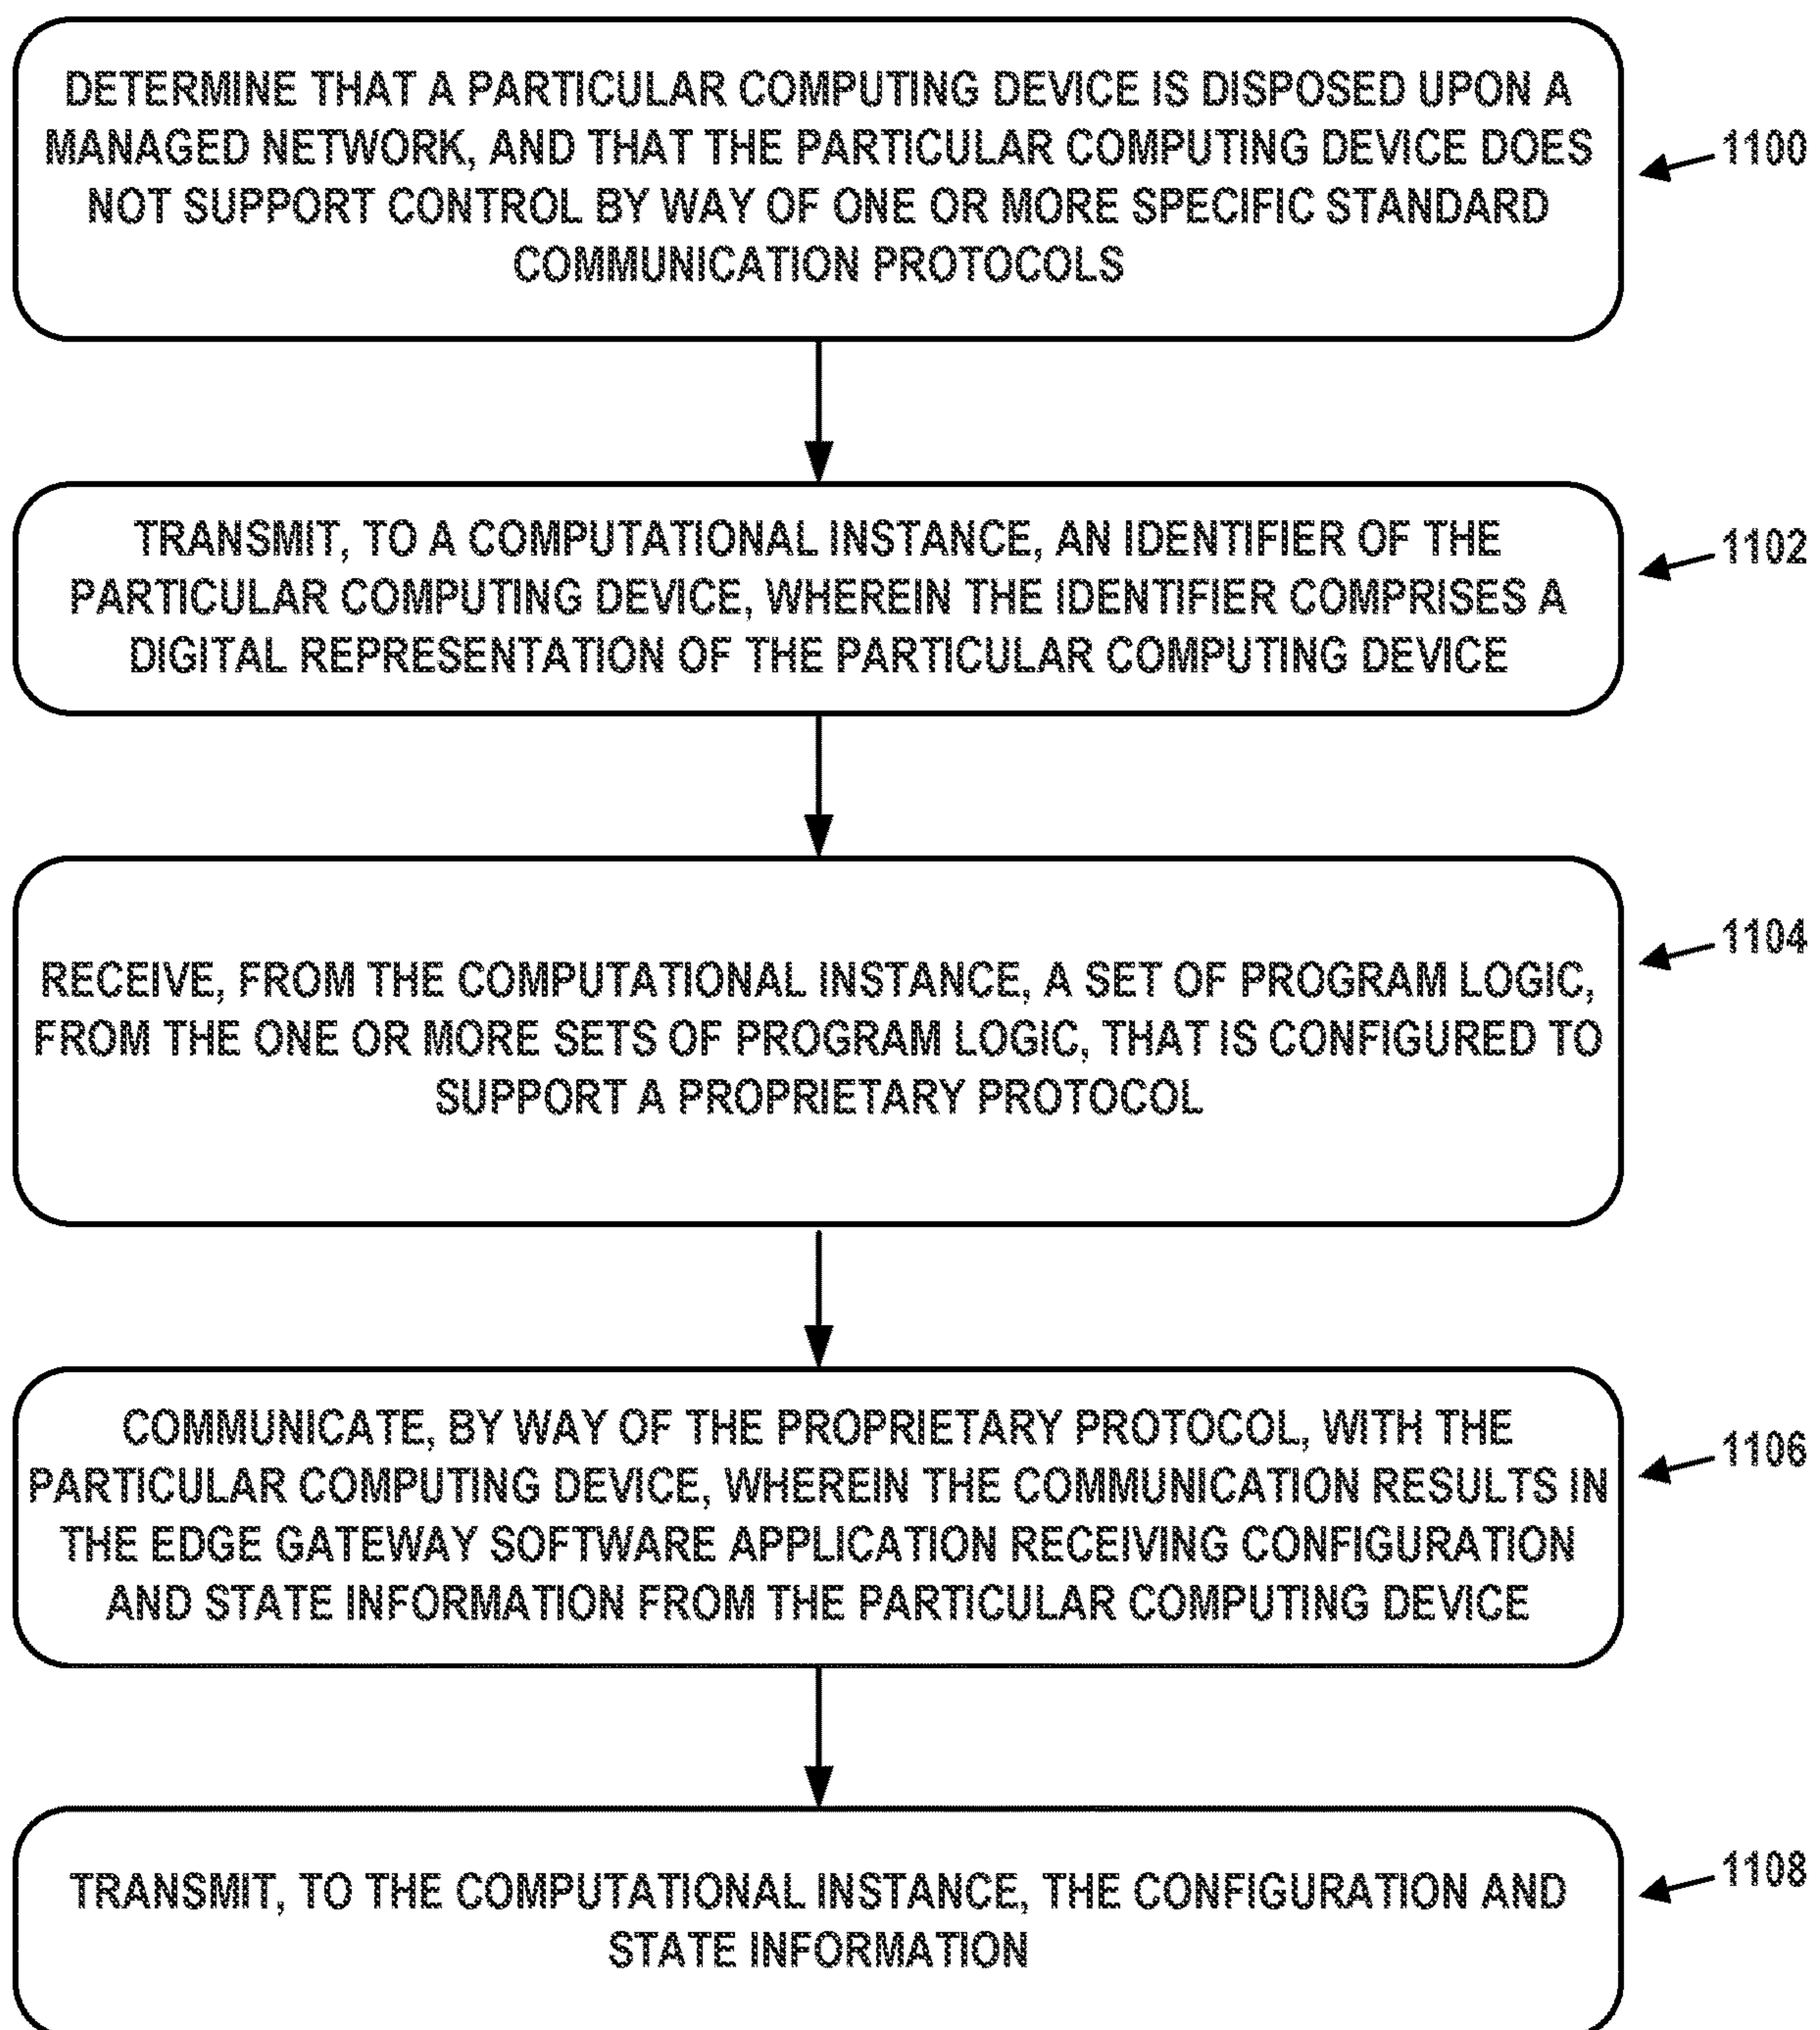 DETERMINE THAT A PARTICULAR COMPUTING DEVICE IS DISPOSED UPON A
MANAGED NETWORK, AND THAT THE PARTICULAR COMPUTING DEVICE DOES
NOT SUPPORT CONTROL BY WAY OF ONE OR MORE SPECIFIC STANDARD
COMMUNICATION PROTOCOLS
1100
TRANSMIT, TO A COMPUTATIONAL INSTANCE, AN IDENTIFIER OF THE
PARTICULAR COMPUTING DEVICE, WHEREIN THE IDENTIFIER COMPRISES A
DIGITAL REPRESENTATION OF THE PARTICULAR COMPUTING DEVICE
1102
RECEIVE, FROM THE COMPUTATIONAL INSTANCE, A SET OF PROGRAM LOGIC,
FROM THE ONE OR MORE SETS OF PROGRAM LOGIC, THAT IS CONFIGURED TO
SUPPORT A PROPRIETARY PROTOCOL
1104
COMMUNICATE, BY WAY OF THE PROPRIETARY PROTOCOL, WITH THE
PARTICULAR COMPUTING DEVICE, WHEREIN THE COMMUNICATION RESULTS IN
THE EDGE GATEWAY SOFTWARE APPLICATION RECEIVING CONFIGURATION
AND STATE INFORMATION FROM THE PARTICULAR COMPUTING DEVICE
1106
TRANSMIT, TO THE COMPUTATIONAL INSTANCE, THE CONFIGURATION AND
STATE INFORMATION
1108